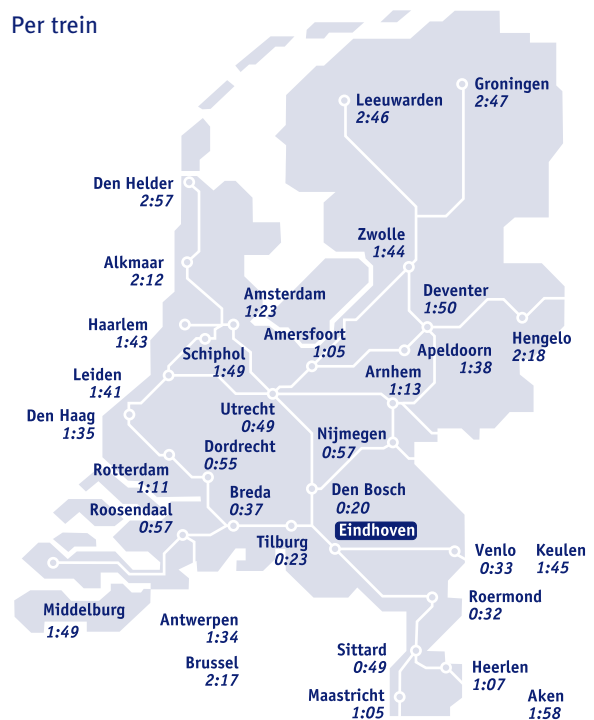 Per trein
Groningen
2:47
Leeuwarden
2:46
Den Helder
2:57
Zwolle
1:44
Alkmaar
2:12
Amsterdam
1:23
Deventer
1:50
Haarlem
1:43
Amersfoort
1:05
Hengelo
2:18
Schiphol
1:49
Apeldoorn
1:38
Leiden
1:41
Arnhem
1:13
Den Haag
1:35
Utrecht
0:49
Nijmegen
0:57
Dordrecht
0:55
Rotterdam
1:11
Breda
0:37
Den Bosch
0:20
Roosendaal
0:57
Eindhoven
Tilburg
0:23
Venlo
0:33
Keulen
1:45
Roermond
0:32
Middelburg
1:49
Antwerpen
1:34
Sittard
0:49
Brussel
2:17
Heerlen
1:07
Maastricht
1:05
Aken
1:58